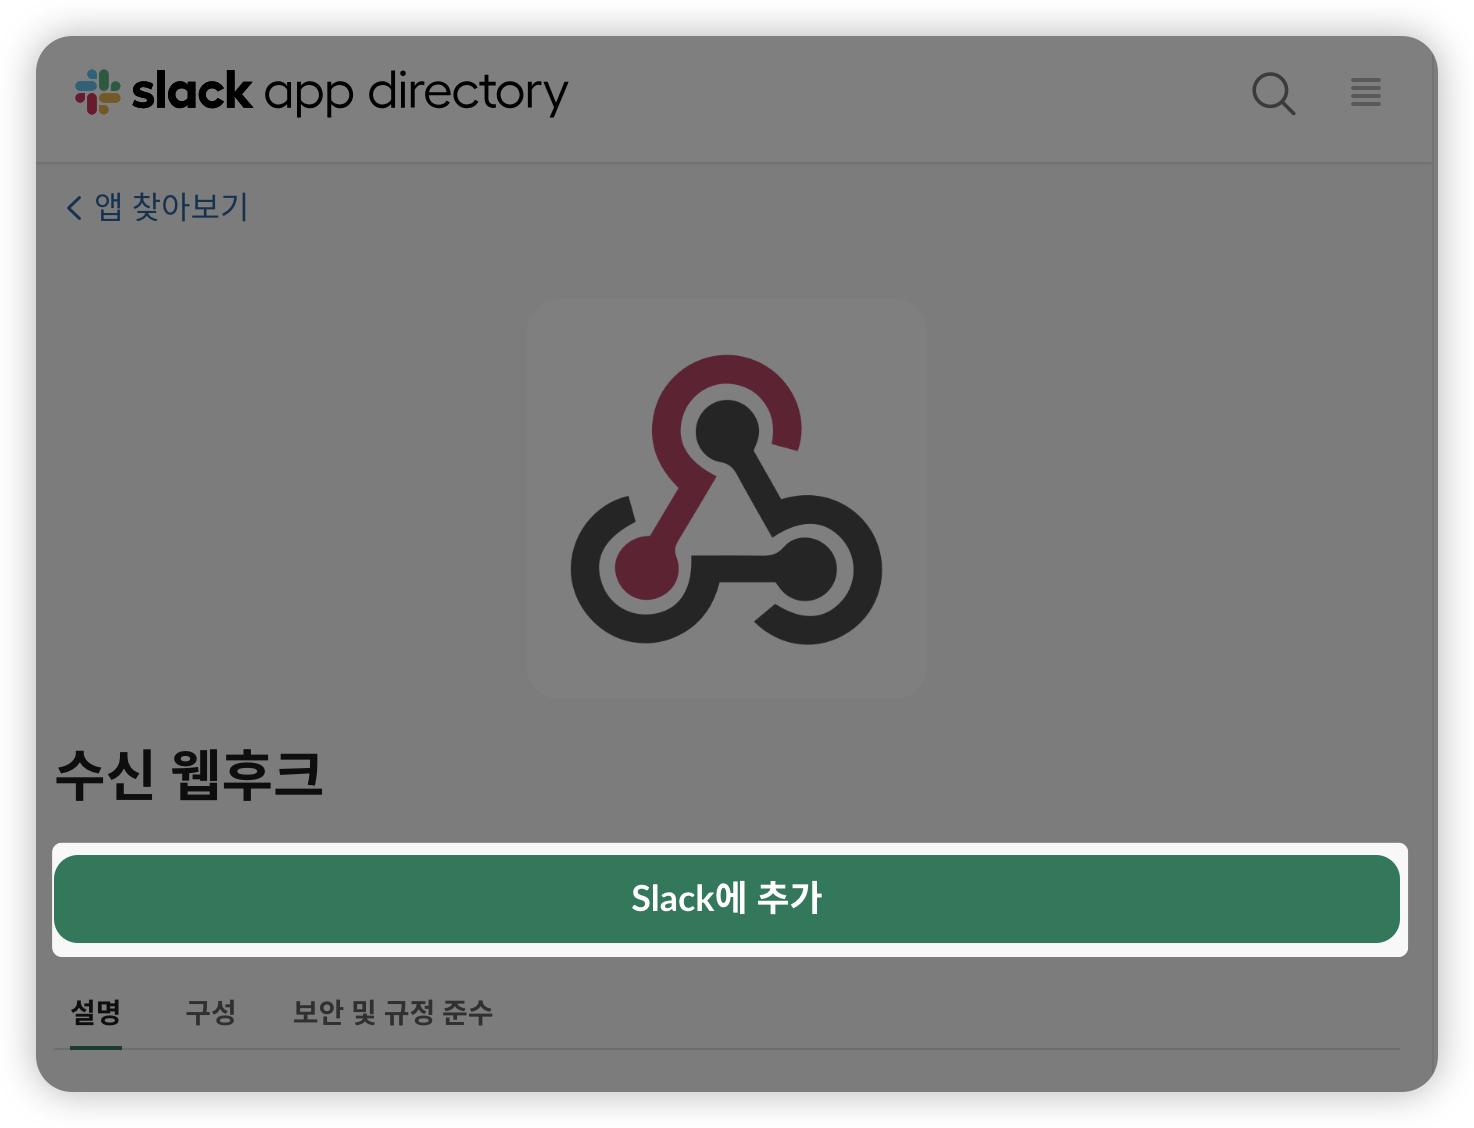 slack app directory
앱 찾아보기
수신 웹후크
Slack에 추가
설명 구성 보안 및 규정 준수